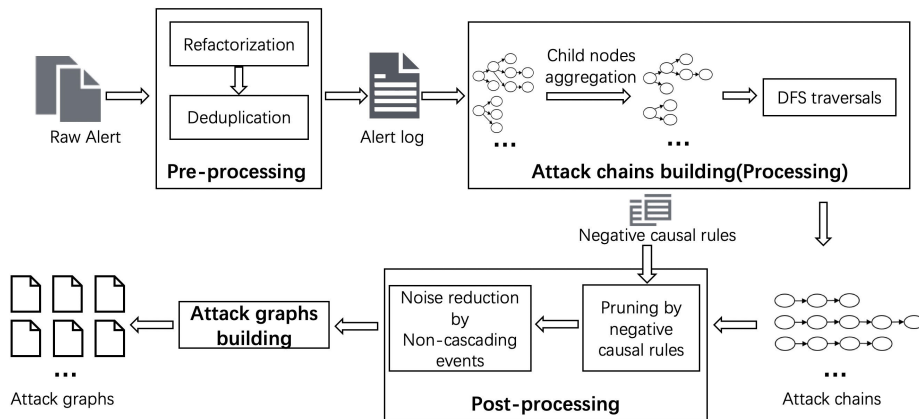 Refactorization
Deduplication
Raw Alert
Pre-processing
Alert log
Child nodes
aggregation
...
...
DFS traversals
Attack chains building(Processing)
Negative causal rules
Attack graphs
building
Noise reduction
by
Non-cascading
events
Pruning by
negative
causal rules
...
...
Attack graphs
Post-processing
Attack chains